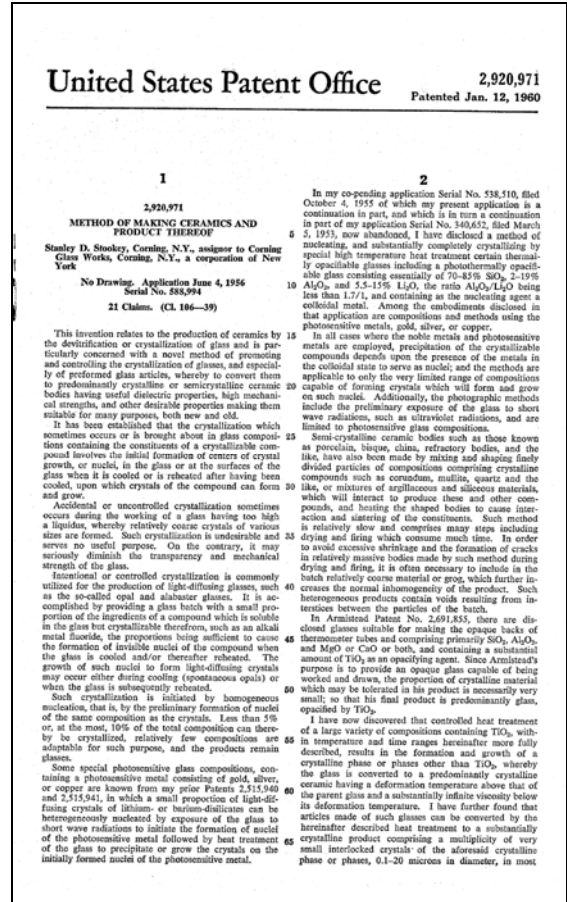 United States Patent Office
2,920,971
Patented Jan. 12, 1960
1
2,920,971
METHOD OF MAKING CERAMICS AND
PRODUCT THEREOF
Stanley D. Stookey, Corning, N.Y., assignor to Corning
Glass Works, Corning, N.Y., a corporation of New
York
No Drawing. Application June 4, 1956
Serial No. 588,994
21 Claims. (Cl. 106—39)
This invention relates to the production of ceramics by
the devitrification or crystallization of glass and is par-
ticularly concerned with a novel method of promoting
and controlling the crystallization of glasses, and especial-
ly of preformed glass articles, whereby to convert them
to predominantly crystalline or semicrystalline ceramic
bodies having useful dielectric properties, high mechani-
cal strengths, and other desirable properties making them
suitable for many purposes, both new and old.
It has been established that the crystallization which
sometimes occurs or is brought about in glass composi-
tions containing the constituents of a crystallizable com-
pound involves the initial formation of centers of crystal
growth, or nuclei, in the glass or at the surfaces of the
glass when it is cooled or is reheated after having been
cooled, upon which crystals of the compound can form
and grow.
Accidental or uncontrolled crystallization sometimes
occurs during the working of a glass having too high
a liquidus, whereby relatively coarse crystals of various
sizes are formed. Such crystallization is undesirable and
serves no useful purpose. On the contrary, it may
seriously diminish the transparency and mechanical
strength of the glass.
Intentional or controlled crystallization is commonly
utilized for the production of light-diffusing glasses, such
as the so-called opal and alabaster glasses. It is ac-
complished by providing a glass batch with a small pro-
portion of the ingredients of a compound which is soluble
in the glass but crystallizable therefrom, such as an alkali
metal fluoride, the proportions being sufficient to cause
the formation of invisible nuclei of the compound when
the glass is cooled and/or thereafter reheated. The
growth of such nuclei to form light-diffusing crystals
may occur either during cooling (spontaneous opals) or
when the glass is subsequently reheated.
Such crystallization is initiated by homogeneous
nucleation, that is, by the preliminary formation of nuclei
of the same composition as the crystals. Less than 5%
or, at the most, 10% of the total composition can there-
by be crystallized, relatively few compositions are
adaptable for such purpose, and the products remain
glasses.
Some special photosensitive glass compositions, con-
taining a photosensitive metal consisting of gold, silver,
or copper are known from my prior Patents 2,515,940
and 2,515,941, in which a small proportion of light-dif-
fusing crystals of lithium- or barium-disilicates can be
heterogeneously nucleated by exposure of the glass to
short wave radiations to initiate the formation of nuclei
of the photosensitive metal followed by heat treatment
of the glass to precipitate or grow the crystals on the
initially formed nuclei of the photosensitive metal.
5
10
15
20
25
30
35
40
45
50
55
60
65
2
In my co-pending application Serial No. 538,510, filed
October 4, 1955 of which my present application is a
continuation in part, and which is in turn a continuation
in part of my application Serial No. 340,652, filed March
5, 1953, now abandoned, I have disclosed a method of
nucleating, and substantially completely crystallizing by
special high temperature heat treatment certain thermal-
ly opacifiable glasses including a photothermally opacifi-
able glass consisting essentially of 70–85% SiO2, 2–19%
Al2O3, and 5.5–15% Li2O, the ratio Al2O3/Li2O being
less than 1.7/1, and containing as the nucleating agent a
colloidal metal. Among the embodiments disclosed in
that application are compositions and methods using the
photosensitive metals, gold, silver, or copper.
In all cases where the noble metals and photosensitive
metals are employed, precipitation of the crystallizable
compounds depends upon the presence of the metals in
the colloidal state to serve as nuclei; and the methods are
applicable to only the very limited range of compositions
capable of forming crystals which will form and grow
on such nuclei. Additionally, the photographic methods
include the preliminary exposure of the glass to short
wave radiations, such as ultraviolet radiations, and are
limited to photosensitive glass compositions.
Semi-crystalline ceramic bodies such as those known
as porcelain, bisque, china, refractory bodies, and the
like, have also been made by mixing and shaping finely
divided particles of compositions comprising crystalline
compounds such as corundum, mullite, quartz and the
like, or mixtures of argillaceous and siliceous materials,
which will interact to produce these and other com-
pounds, and heating the shaped bodies to cause inter-
action and sintering of the constituents. Such method
is relatively slow and comprises many steps including
drying and firing which consume much time. In order
to avoid excessive shrinkage and the formation of cracks
in relatively massive bodies made by such method during
drying and firing, it is often necessary to include in the
batch relatively coarse material or grog, which further in-
creases the normal inhomogeneity of the product. Such
heterogeneous products contain voids resulting from in-
terstices between the particles of the batch.
In Armistead Patent No. 2,691,855, there are dis-
closed glasses suitable for making the opaque backs of
thermometer tubes and comprising primarily SiO2, Al2O3,
and MgO or CaO or both, and containing a substantial
amount of TiO2 as an opacifying agent. Since Armistead's
purpose is to provide an opaque glass capable of being
worked and drawn, the proportion of crystalline material
which may be tolerated in his product is necessarily very
small; so that his final product is predominantly glass,
opacified by TiO2.
I have now discovered that controlled heat treatment
of a large variety of compositions containing TiO2, with-
in temperature and time ranges hereinafter more fully
described, results in the formation and growth of a
crystalline phase or phases other than TiO2, whereby
the glass is converted to a predominantly crystalline
ceramic having a deformation temperature above that of
the parent glass and a substantially infinite viscosity below
its deformation temperature. I have further found that
articles made of such glasses can be converted by the
hereinafter described heat treatment to a substantially
crystalline product comprising a multiplicity of very
small interlocked crystals of the aforesaid crystalline
phase or phases, 0.1–20 microns in diameter, in most